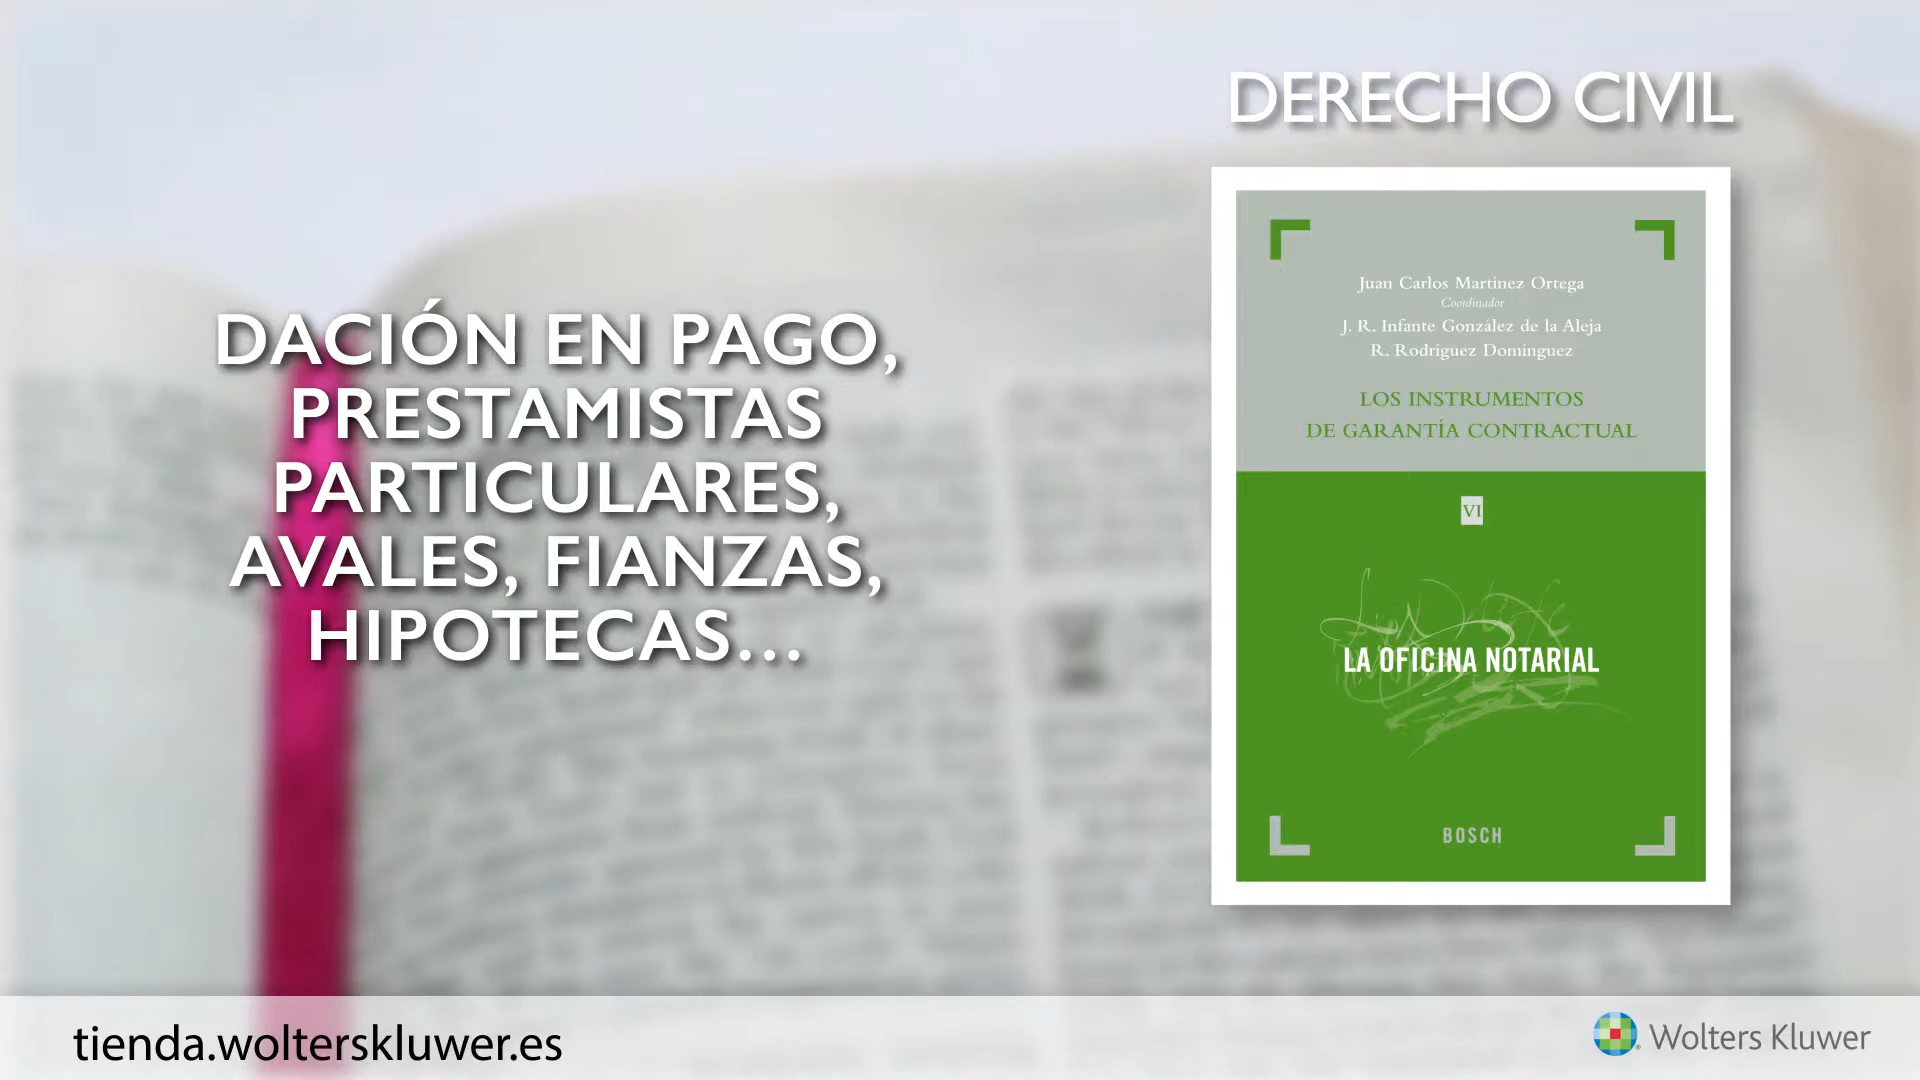 DERECHO CIVIL
DACIÓN EN PAGO,
PRESTAMISTAS
PARTICULARES,
AVALES, FIANZAS,
HIPOTECAS...
Juan Carlos Martínez Ortega
Coordinador
J. R. Infante González de la Aleja
R. Rodríguez Domínguez
LOS INSTRUMENTOS
DE GARANTÍA CONTRACTUAL
VI
LA OFICINA NOTARIAL
BOSCH
tienda.wolterskluwer.es
Wolters Kluwer